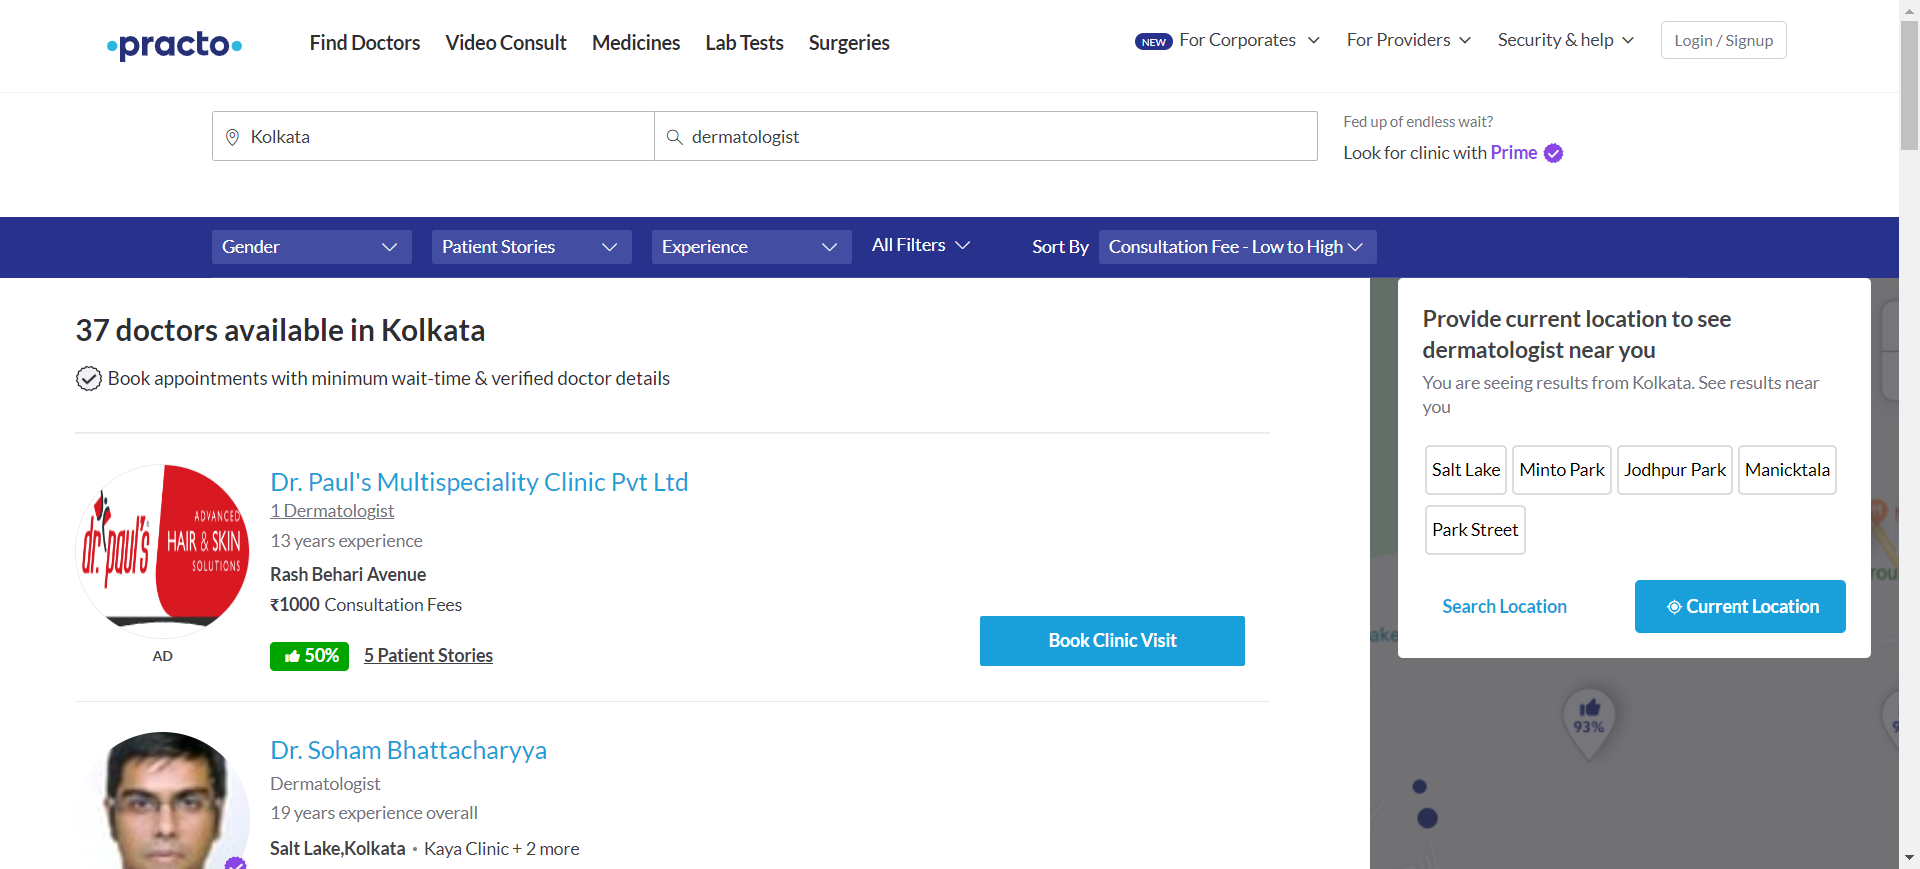 practo
Find Doctors
Video Consult
Medicines
Lab Tests
Surgeries
NEW
For Corporates
For Providers
Security & help
Login / Signup
Kolkata
dermatologist
Fed up of endless wait?
Look for clinic with Prime
Gender
Patient Stories
Experience
All Filters
Sort By
Consultation Fee - Low to High
37 doctors available in Kolkata
Book appointments with minimum wait-time & verified doctor details
dr. paul's
ADVANCED
HAIR & SKIN
SOLUTIONS
AD
Dr. Paul's Multispeciality Clinic Pvt Ltd
1 Dermatologist
13 years experience
Rash Behari Avenue
₹1000 Consultation Fees
50%
5 Patient Stories
Book Clinic Visit
Dr. Soham Bhattacharyya
Dermatologist
19 years experience overall
Salt Lake,Kolkata • Kaya Clinic + 2 more
Provide current location to see
dermatologist near you
You are seeing results from Kolkata. See results near
you
Salt Lake
Minto Park
Jodhpur Park
Manicktala
Park Street
Search Location
Current Location
93%